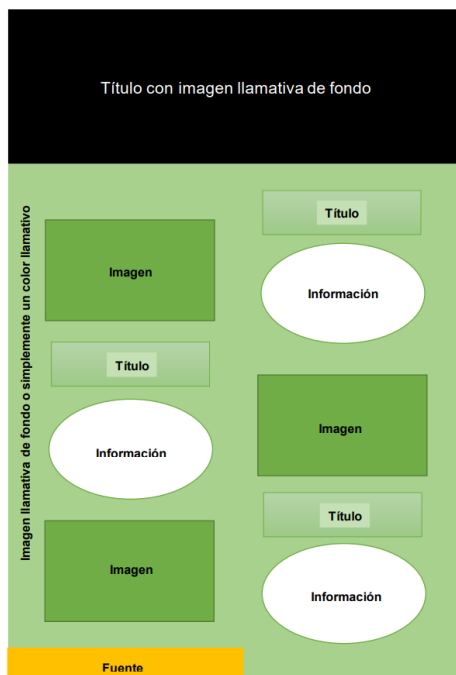 Título con imagen llamativa de fondo
Imagen llamativa de fondo o simplemente un color llamativo
Imagen
Título
Información
Imagen
Título
Información
Imagen
Título
Información
Fuente